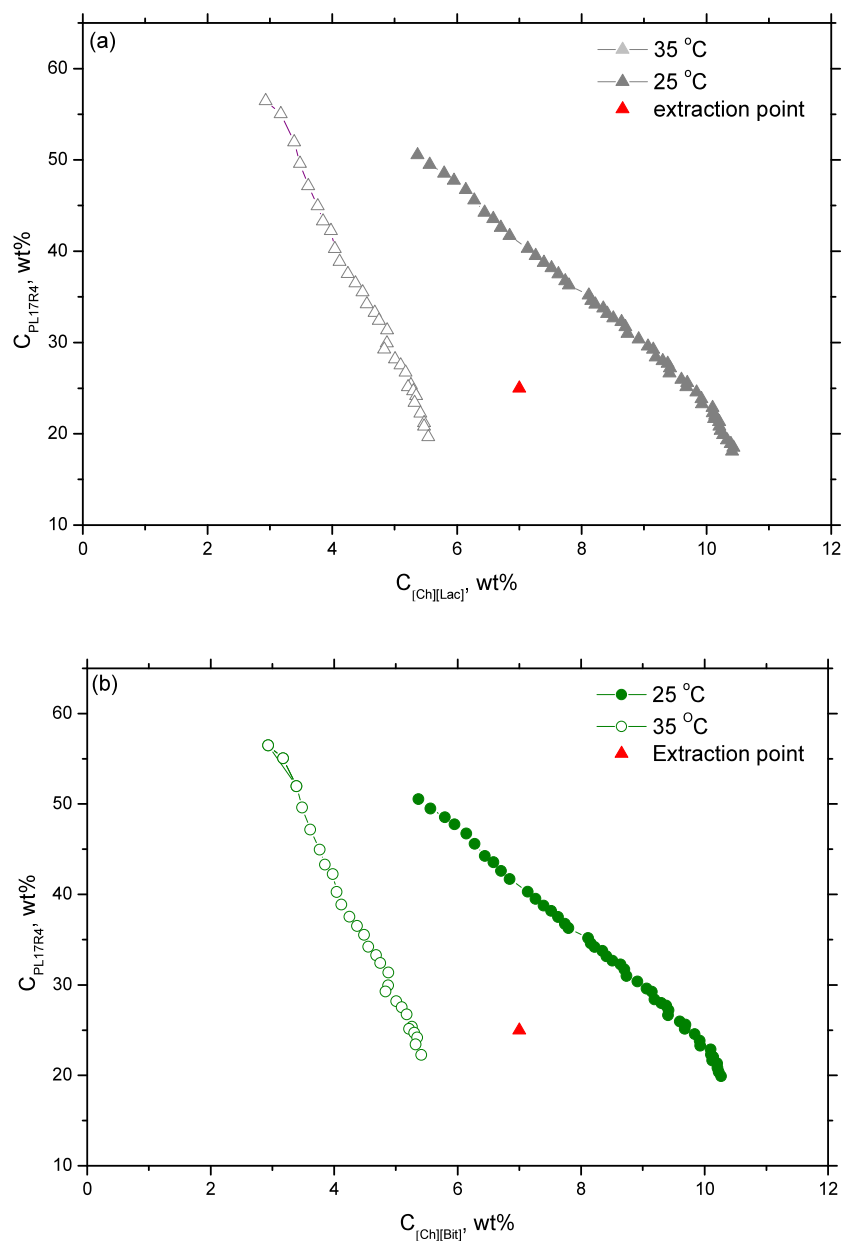 (a)
35 °C
25 °C
extraction point
60
50
40
30
20
10
C_PL17R4, wt%
0 2 4 6 8 10 12
C_[Ch][Lac], wt%
(b)
25 °C
35 °C
Extraction point
60
50
40
30
20
10
C_PL17R4, wt%
0 2 4 6 8 10 12
C_[Ch][Bit], wt%